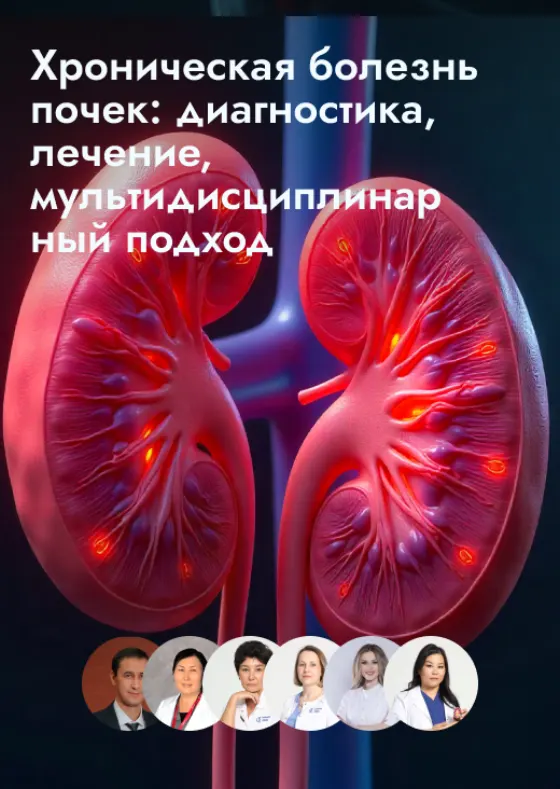 Хроническая болезнь
почек: диагностика,
лечение,
мультидисциплинар
ный подход